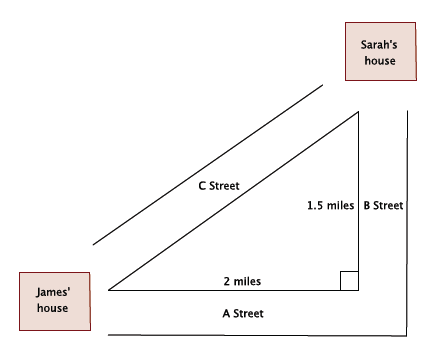 Sarah's
house
C Street
1.5 miles
B Street
James'
house
2 miles
A Street